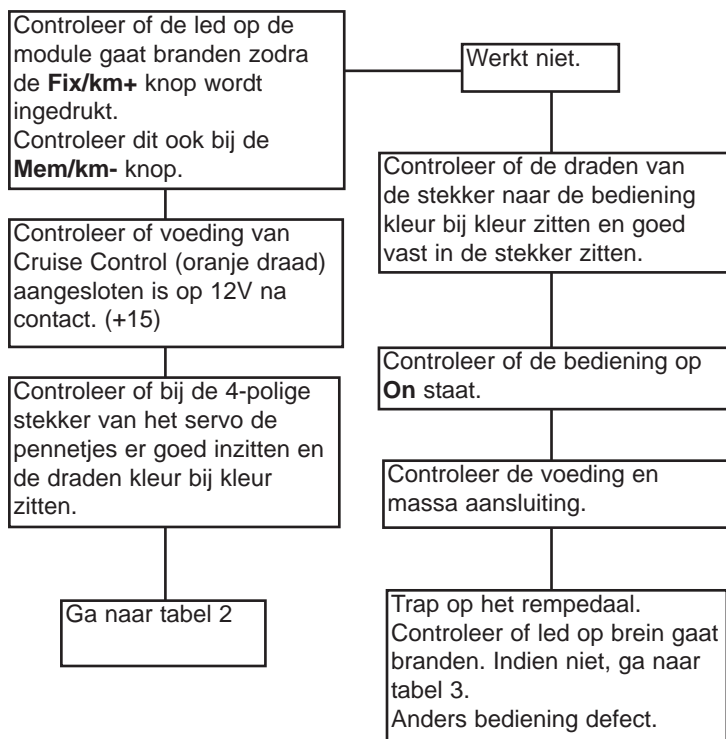 Controleer of de led op de
module gaat branden zodra
de Fix/km+ knop wordt
ingedrukt.
Controleer dit ook bij de
Mem/km- knop.
Werkt niet.
Controleer of voeding van
Cruise Control (oranje draad)
aangesloten is op 12V na
contact. (+15)
Controleer of bij de 4-polige
stekker van het servo de
pennetjes er goed inzitten en
de draden kleur bij kleur
zitten.
Ga naar tabel 2
Controleer of de draden van
de stekker naar de bediening
kleur bij kleur zitten en goed
vast in de stekker zitten.
Controleer of de bediening op
On staat.
Controleer de voeding en
massa aansluiting.
Trap op het rempedaal.
Controleer of led op brein gaat
branden. Indien niet, ga naar
tabel 3.
Anders bediening defect.